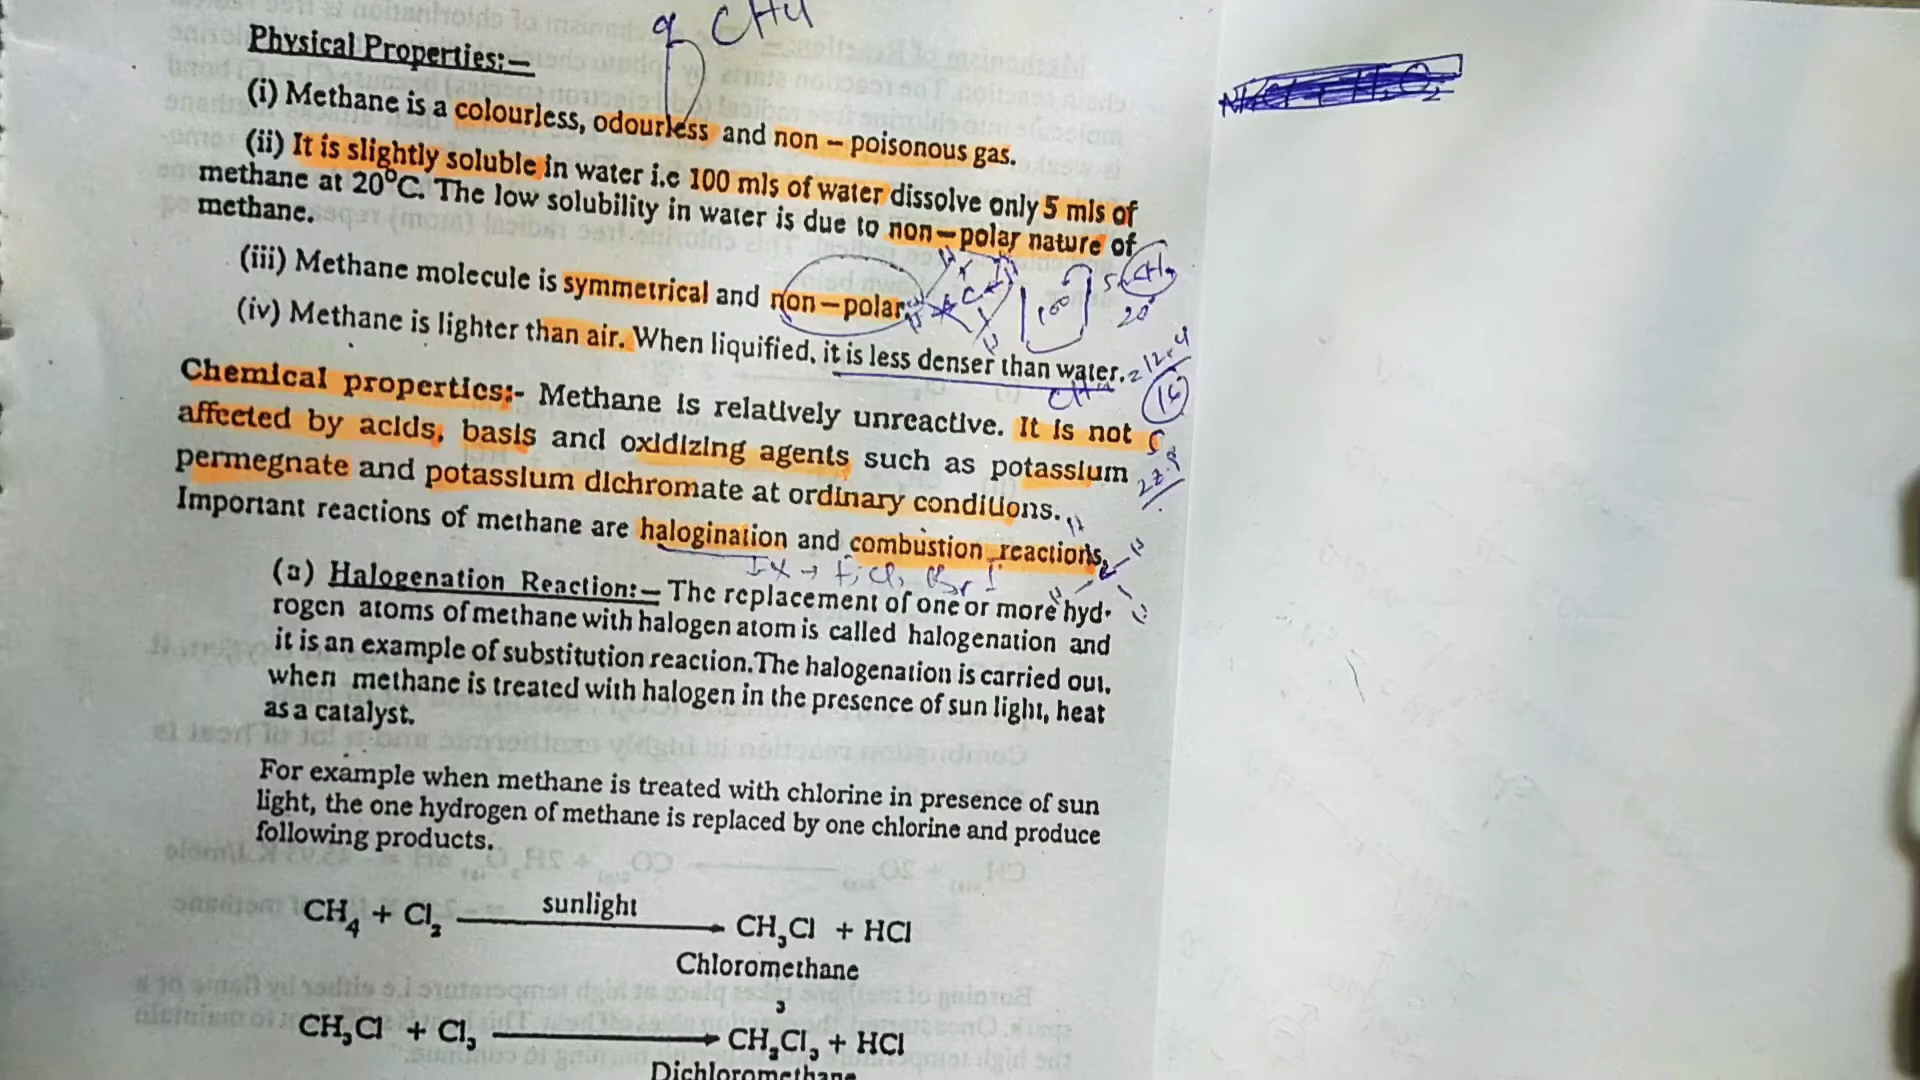 CH4
Physical Properties:—
(i) Methane is a colourless, odourless and non – poisonous gas.
(ii) It is slightly soluble in water i.e 100 mls of water dissolve only 5 mls of
methane at 20°C. The low solubility in water is due to non–polar nature of
methane.
(iii) Methane molecule is symmetrical and non–polar.
(iv) Methane is lighter than air. When liquified, it is less denser than water.
Chemical properties:- Methane is relatively unreactive. It is not
affected by acids, basis and oxidizing agents such as potassium
permegnate and potassium dichromate at ordinary conditions.
Important reactions of methane are halogination and combustion reactions.
(a) Halogenation Reaction:— The replacement of one or more hyd-
rogen atoms of methane with halogen atom is called halogenation and
it is an example of substitution reaction. The halogenation is carried out,
when methane is treated with halogen in the presence of sun light, heat
as a catalyst.
For example when methane is treated with chlorine in presence of sun
light, the one hydrogen of methane is replaced by one chlorine and produce
following products.
CH₄ + Cl₂ sunlight → CH₃Cl + HCl
Chloromethane
3
CH₃Cl + Cl₂ → CH₂Cl₂ + HCl
Dichloromethane